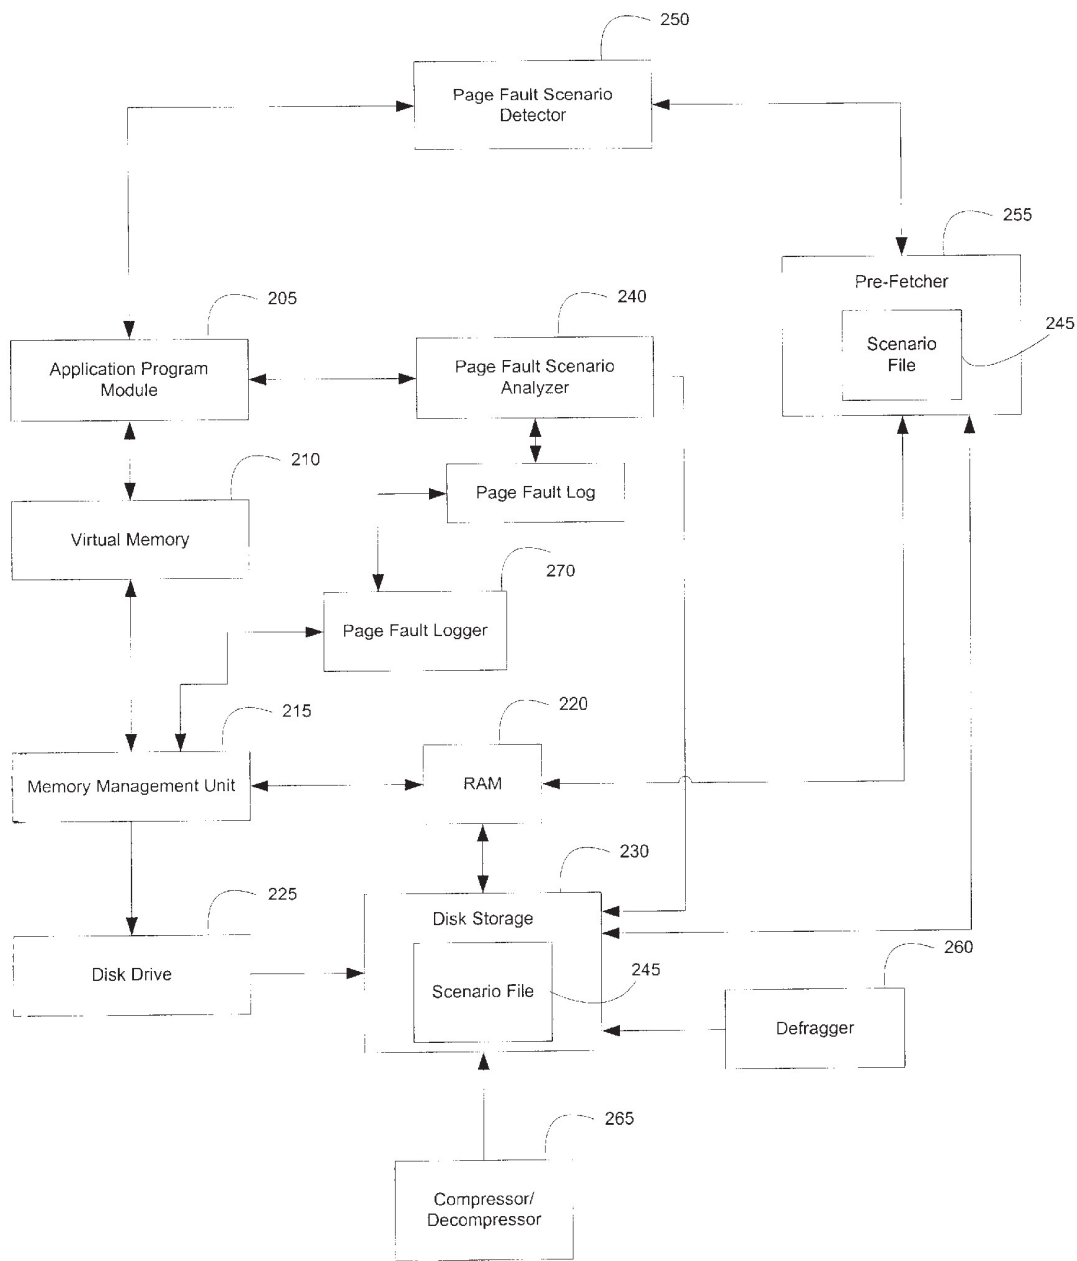 250
Page Fault Scenario
Detector
255
Pre-Fetcher
205
240
245
Scenario
File
Application Program
Module
Page Fault Scenario
Analyzer
210
Page Fault Log
Virtual Memory
270
Page Fault Logger
215
220
Memory Management Unit
RAM
230
225
Disk Storage
260
Disk Drive
245
Scenario File
Defragger
265
Compressor/
Decompressor